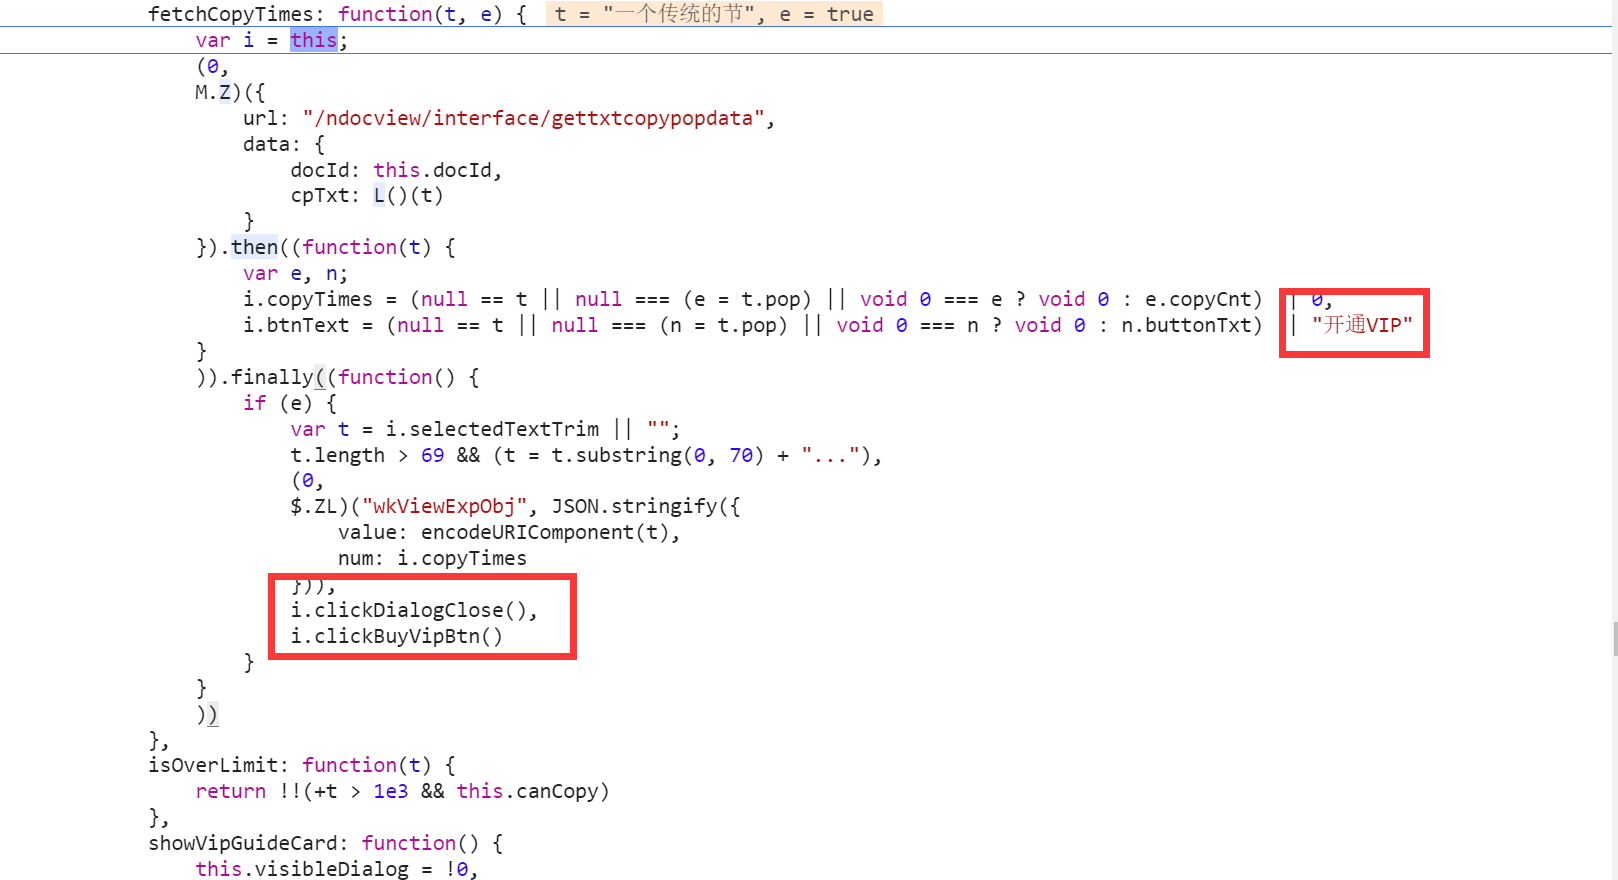 fetchCopyTimes: function(t, e) {  t = "一个传统的节", e = true
var i = this;
(0,
M.Z)({
url: "/ndocview/interface/gettxtcopypopdata",
data: {
docId: this.docId,
cpTxt: L()(t)
}
}).then((function(t) {
var e, n;
i.copyTimes = (null == t || null === (e = t.pop) || void 0 === e ? void 0 : e.copyCnt) | 0,
i.btnText = (null == t || null === (n = t.pop) || void 0 === n ? void 0 : n.buttonTxt) | "开通VIP"
}
)).finally((function() {
if (e) {
var t = i.selectedTextTrim || "";
t.length > 69 && (t = t.substring(0, 70) + "..."),
(0,
$.ZL)("wkViewExpObj", JSON.stringify({
value: encodeURIComponent(t),
num: i.copyTimes
})),
i.clickDialogClose(),
i.clickBuyVipBtn()
}
}
))
},
isOverLimit: function(t) {
return !!(+t > 1e3 && this.canCopy)
},
showVipGuideCard: function() {
this.visibleDialog = !0,